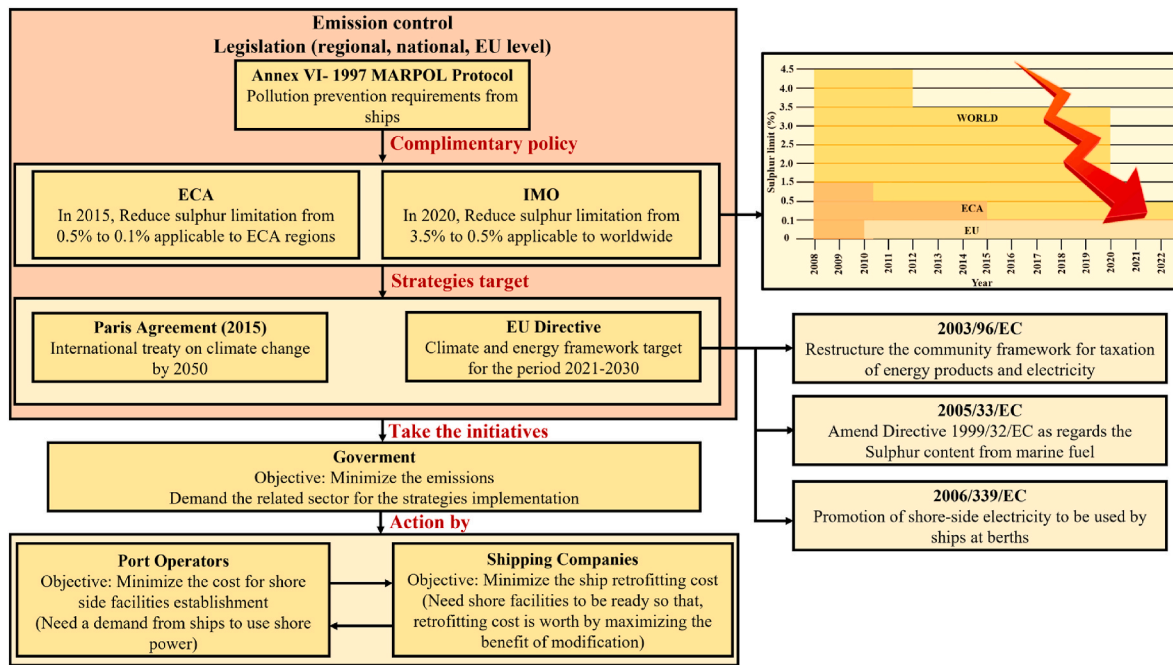 Emission control
Legislation (regional, national, EU level)
Annex VI- 1997 MARPOL Protocol
Pollution prevention requirements from
ships
Complimentary policy
ECA
In 2015, Reduce sulphur limitation from
0.5% to 0.1% applicable to ECA regions
IMO
In 2020, Reduce sulphur limitation from
3.5% to 0.5% applicable to worldwide
Strategies target
Paris Agreement (2015)
International treaty on climate change
by 2050
EU Directive
Climate and energy framework target
for the period 2021-2030
Take the initiatives
Goverment
Objective: Minimize the emissions
Demand the related sector for the strategies implementation
Action by
Port Operators
Objective: Minimize the cost for shore
side facilities establishment
(Need a demand from ships to use shore
power)
Shipping Companies
Objective: Minimize the ship retrofitting cost
(Need shore facilities to be ready so that,
retrofitting cost is worth by maximizing the
benefit of modification)
Sulphur limit (%)
4.5
4.0
3.5
3.0
2.5
2.0
1.5
0.5
0.1
0
WORLD
ECA
EU
2008
2009
2010
2011
2012
2013
2014
2015
2016
2017
2018
2019
2020
2021
2022
Year
2003/96/EC
Restructure the community framework for taxation
of energy products and electricity
2005/33/EC
Amend Directive 1999/32/EC as regards the
Sulphur content from marine fuel
2006/339/EC
Promotion of shore-side electricity to be used by
ships at berths